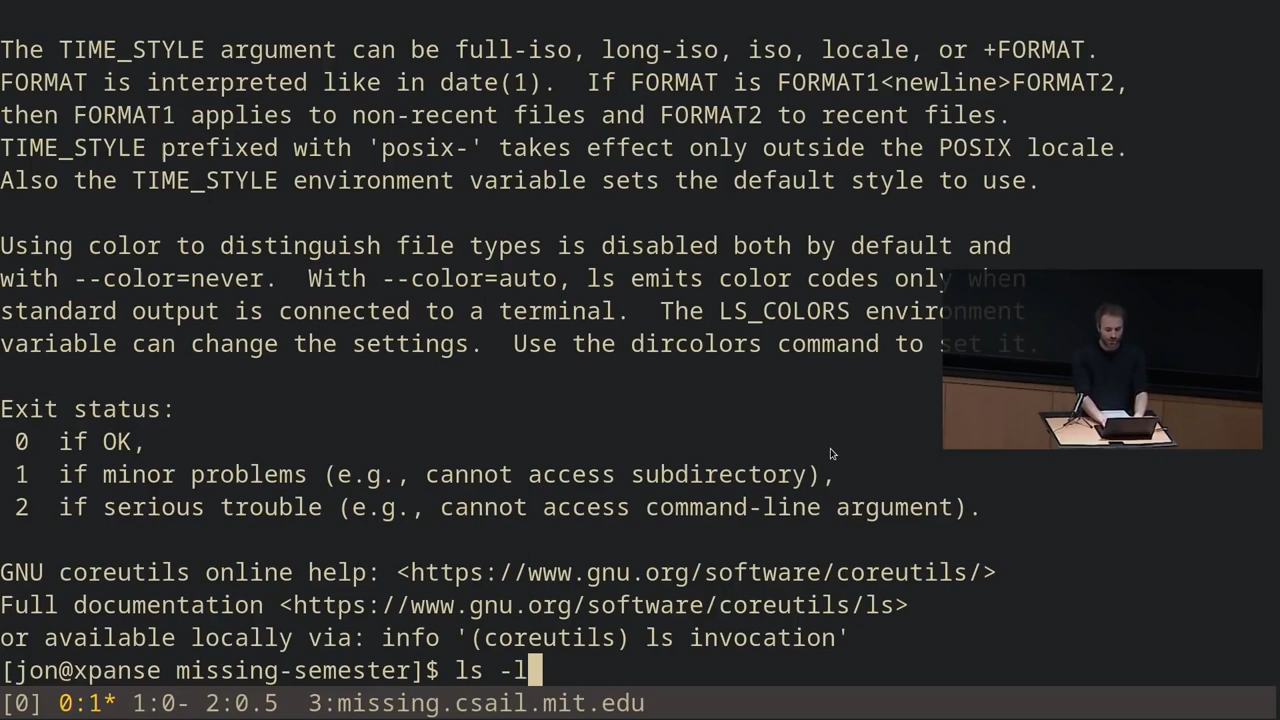 The TIME_STYLE argument can be full-iso, long-iso, iso, locale, or +FORMAT.
FORMAT is interpreted like in date(1).  If FORMAT is FORMAT1<newline>FORMAT2,
then FORMAT1 applies to non-recent files and FORMAT2 to recent files.
TIME_STYLE prefixed with 'posix-' takes effect only outside the POSIX locale.
Also the TIME_STYLE environment variable sets the default style to use.

Using color to distinguish file types is disabled both by default and
with --color=never.  With --color=auto, ls emits color codes only when
standard output is connected to a terminal.  The LS_COLORS environment
variable can change the settings.  Use the dircolors command to set it.

Exit status:
 0  if OK,
 1  if minor problems (e.g., cannot access subdirectory),
 2  if serious trouble (e.g., cannot access command-line argument).

GNU coreutils online help: <https://www.gnu.org/software/coreutils/>
Full documentation <https://www.gnu.org/software/coreutils/ls>
or available locally via: info '(coreutils) ls invocation'
[jon@xpanse missing-semester]$ ls -l
[0] 0:1* 1:0- 2:0.5  3:missing.csail.mit.edu